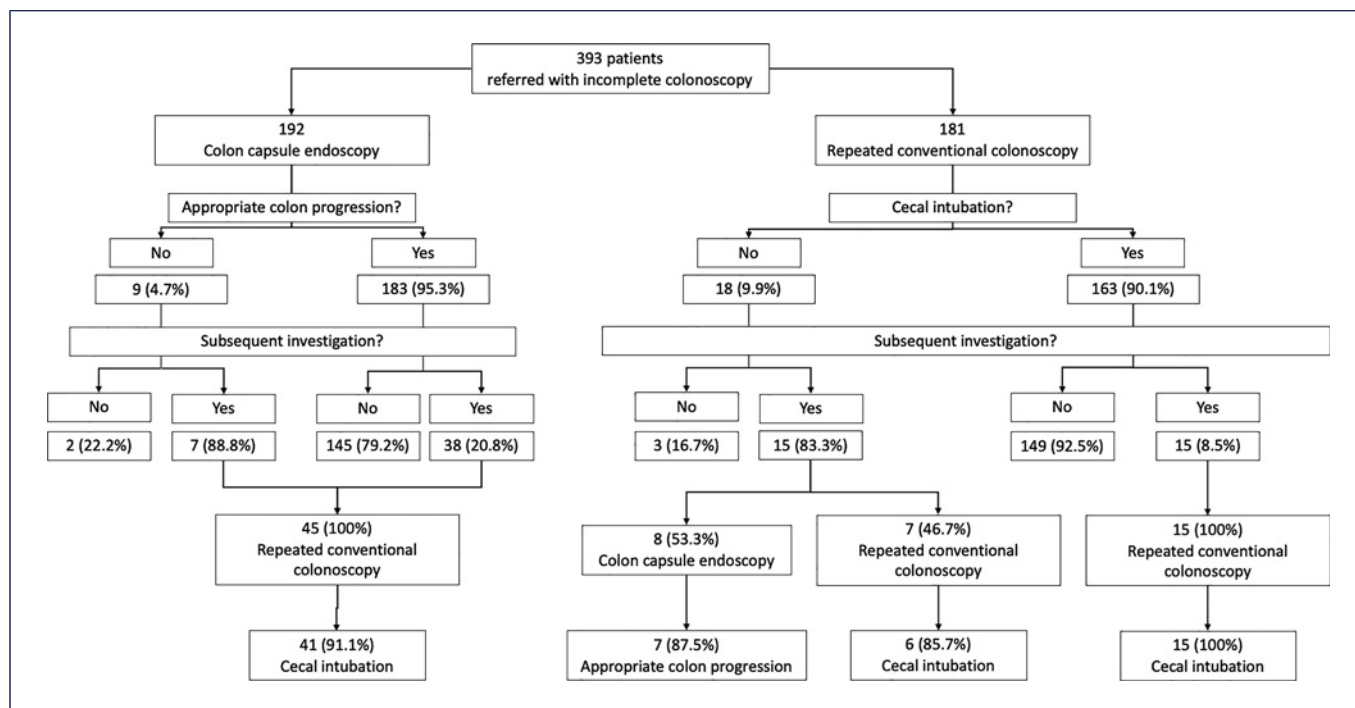 393 patients
referred with incomplete colonoscopy
192
Colon capsule endoscopy
181
Repeated conventional colonoscopy
Appropriate colon progression?
Cecal intubation?
No
Yes
No
Yes
9 (4.7%)
183 (95.3%)
18 (9.9%)
163 (90.1%)
Subsequent investigation?
Subsequent investigation?
No
Yes
No
Yes
No
Yes
No
Yes
2 (22.2%)
7 (88.8%)
145 (79.2%)
38 (20.8%)
3 (16.7%)
15 (83.3%)
149 (92.5%)
15 (8.5%)
45 (100%)
Repeated conventional
colonoscopy
8 (53.3%)
Colon capsule endoscopy
7 (46.7%)
Repeated conventional
colonoscopy
15 (100%)
Repeated conventional
colonoscopy
41 (91.1%)
Cecal intubation
7 (87.5%)
Appropriate colon progression
6 (85.7%)
Cecal intubation
15 (100%)
Cecal intubation